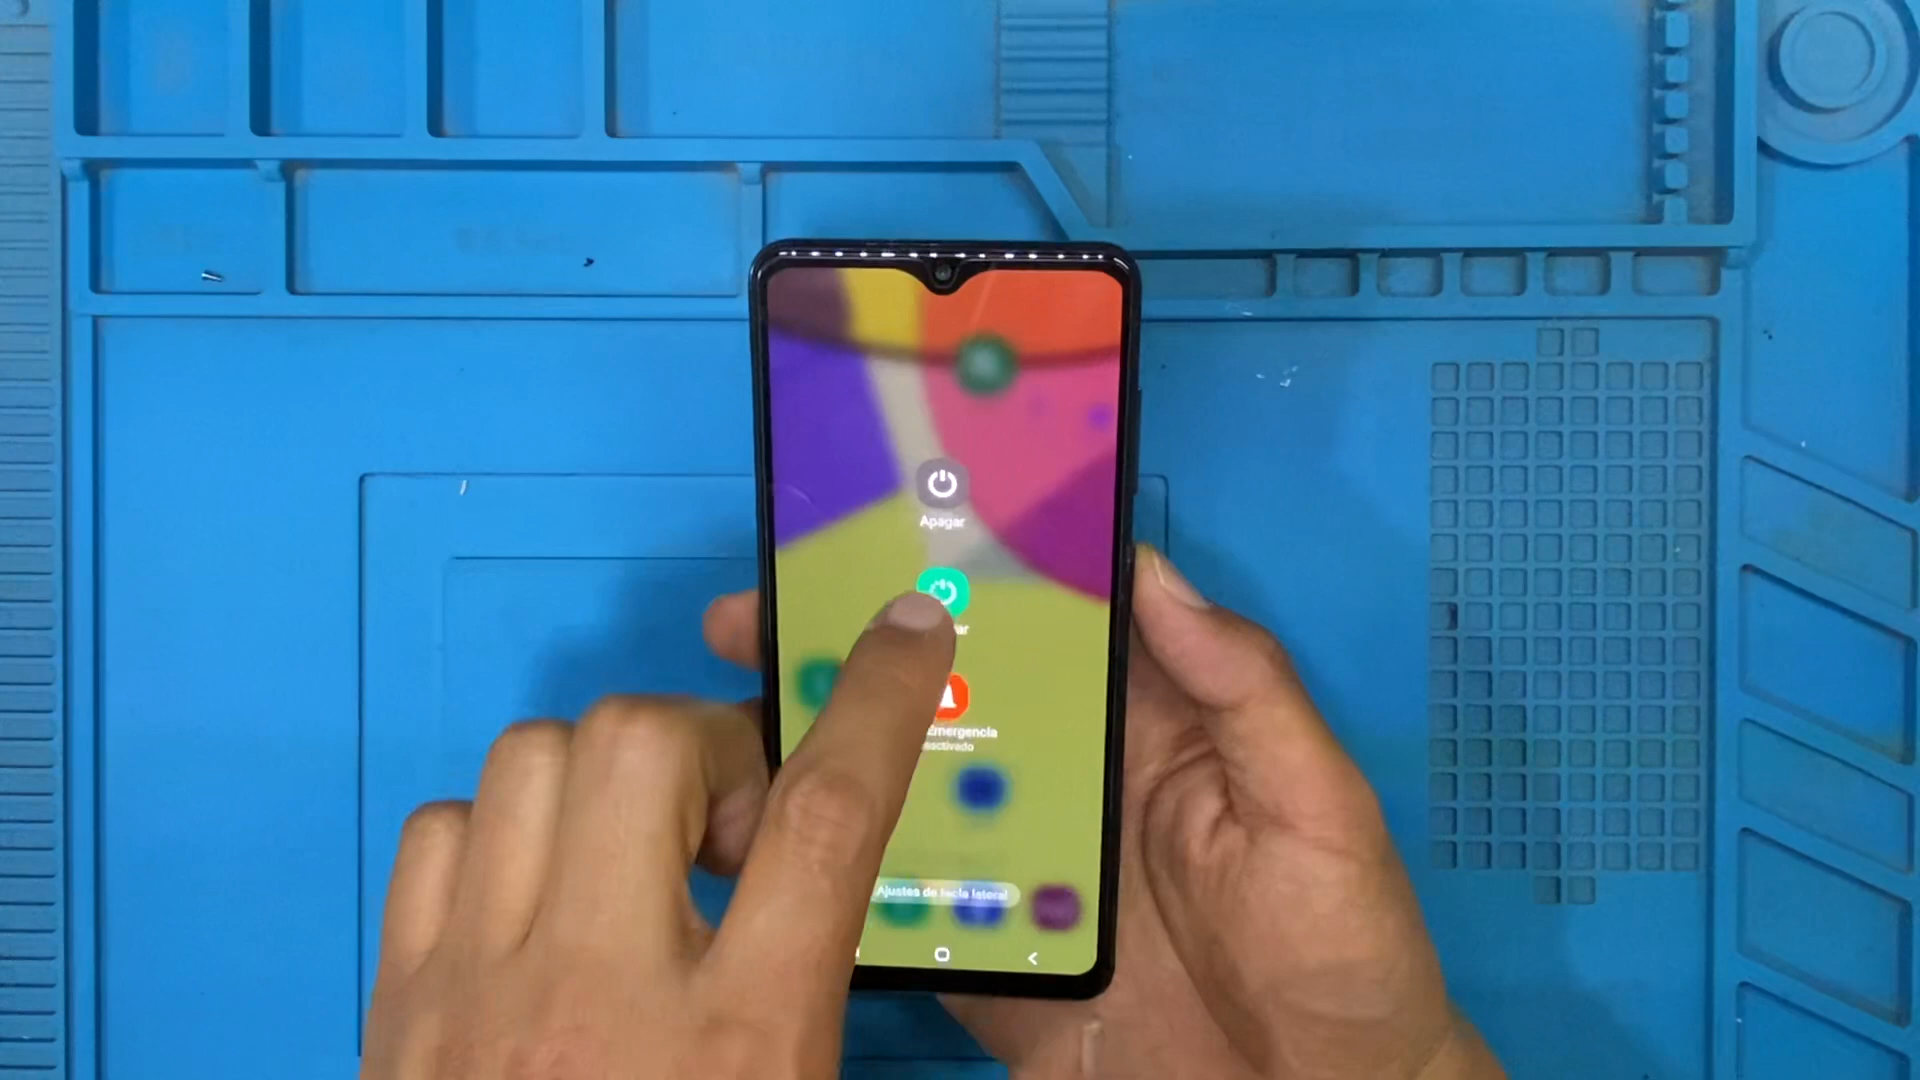 Apagar
Emergencia
Ajustes de tecla lateral